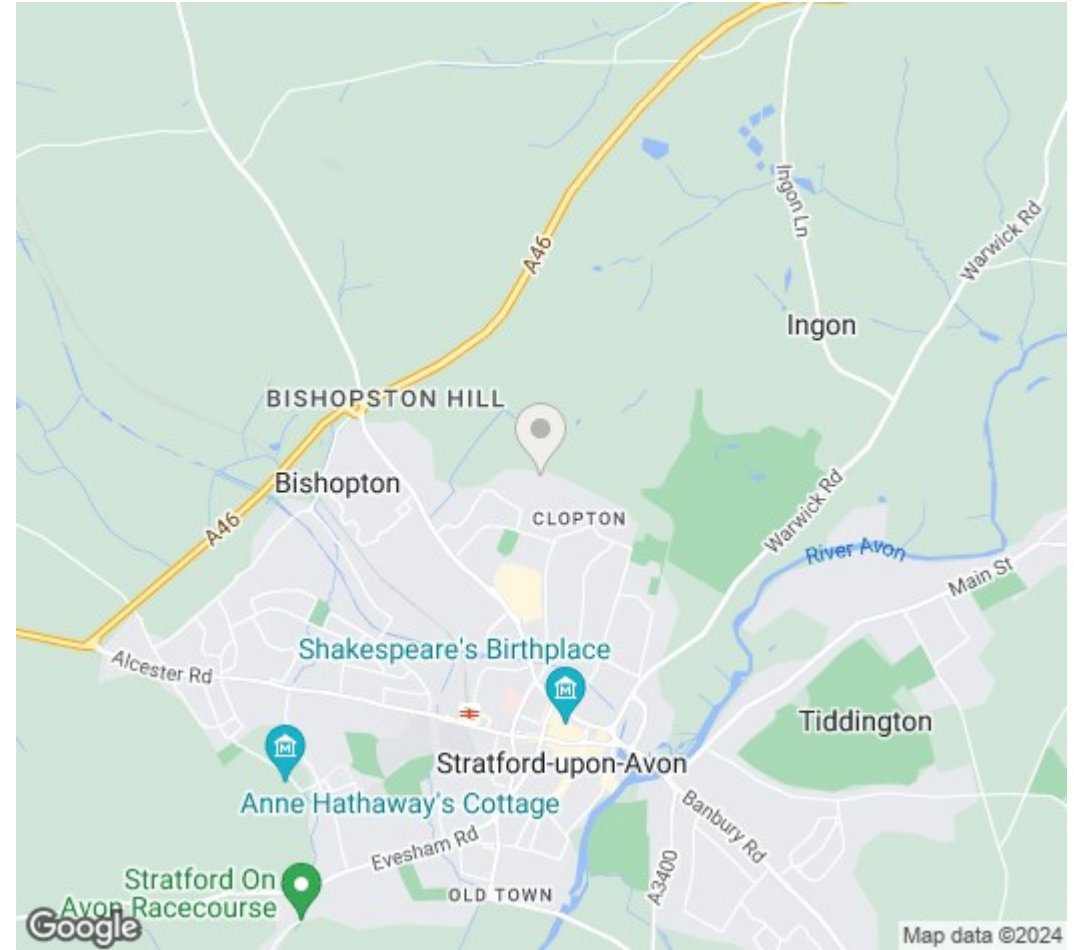 A46
Ingon Ln
Warwick Rd
Ingon
BISHOPSTON HILL
Bishopton
CLOPTON
A46
Warwick Rd
River Avon
Main St
Shakespeare's Birthplace
Alcester Rd
Tiddington
Stratford-upon-Avon
Anne Hathaway's Cottage
Banbury Rd
Evesham Rd
A3400
Stratford On
Avon Racecourse
OLD TOWN
Google
Map data ©2024